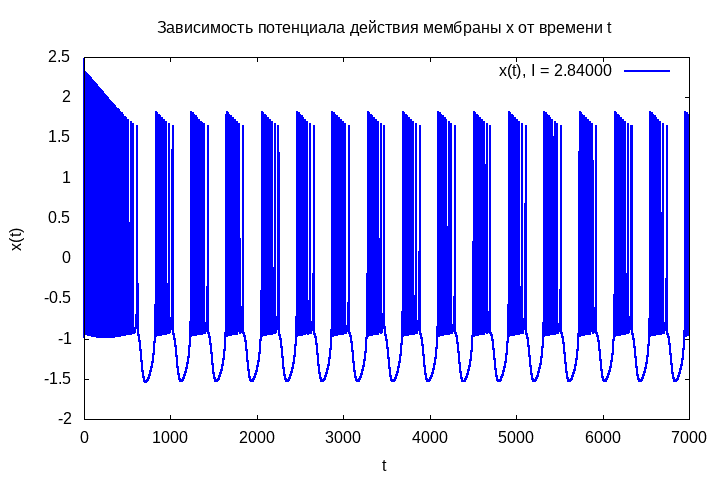 Зависимость потенциала действия мембраны x от времени t
x(t), I = 2.84000
2.5
2
1.5
1
0.5
0
-0.5
-1
-1.5
-2
x(t)
0 1000 2000 3000 4000 5000 6000 7000
t